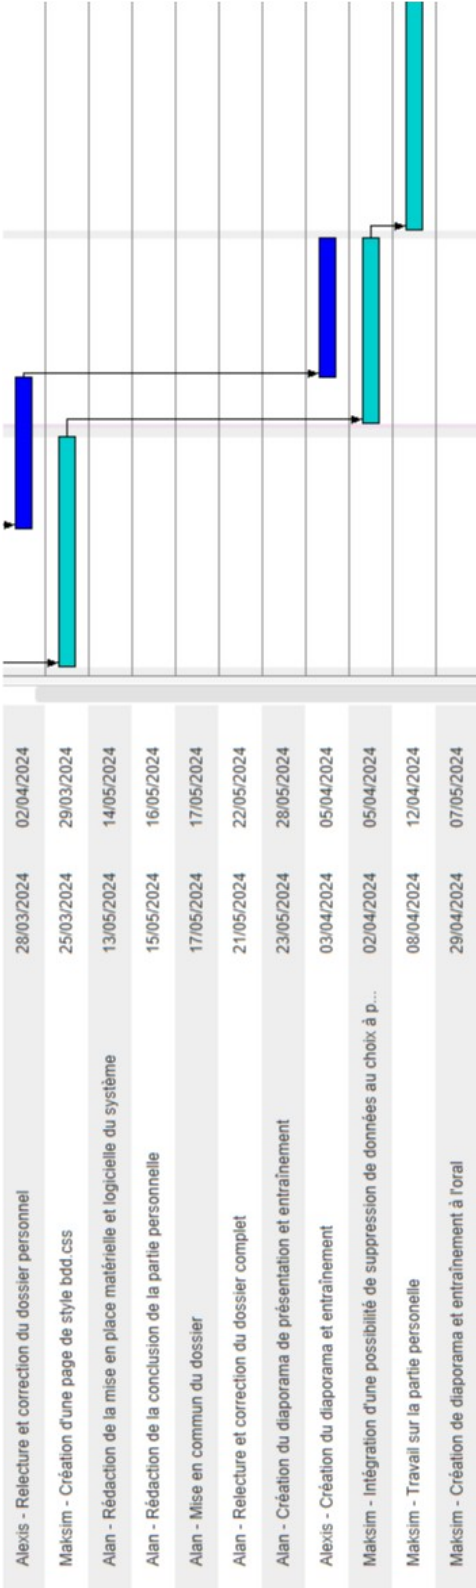 Alexis - Relecture et correction du dossier personnel 28/03/2024 02/04/2024
Maksim - Création d'une page de style bdd.css 25/03/2024 29/03/2024
Alan - Rédaction de la mise en place matérielle et logicielle du système 13/05/2024 14/05/2024
Alan - Rédaction de la conclusion de la partie personnelle 15/05/2024 16/05/2024
Alan - Mise en commun du dossier 17/05/2024 17/05/2024
Alan - Relecture et correction du dossier complet 21/05/2024 22/05/2024
Alan - Création du diaporama de présentation et entraînement 23/05/2024 28/05/2024
Alexis - Création du diaporama et entraînement 03/04/2024 05/04/2024
Maksim - Intégration d'une possibilité de suppression de données au choix à p... 02/04/2024 05/04/2024
Maksim - Travail sur la partie personelle 08/04/2024 12/04/2024
Maksim - Création de diaporama et entraînement à l'oral 29/04/2024 07/05/2024